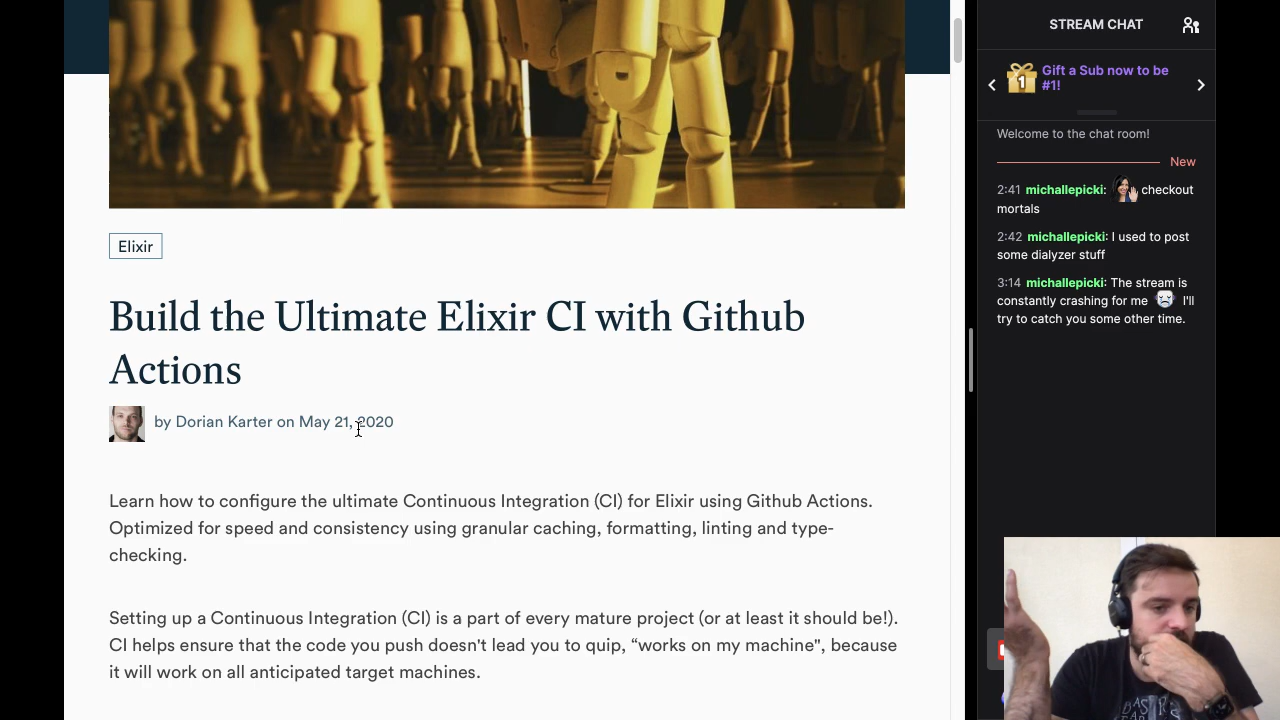 Elixir
Build the Ultimate Elixir CI with Github
Actions
by Dorian Karter on May 21, 2020
Learn how to configure the ultimate Continuous Integration (CI) for Elixir using Github Actions.
Optimized for speed and consistency using granular caching, formatting, linting and type-
checking.
Setting up a Continuous Integration (CI) is a part of every mature project (or at least it should be!).
CI helps ensure that the code you push doesn't lead you to quip, “works on my machine", because
it will work on all anticipated target machines.
STREAM CHAT
1
Gift a Sub now to be
#1!
Welcome to the chat room!
New
2:41 michallepicki: checkout
mortals
2:42 michallepicki: I used to post
some dialyzer stuff
3:14 michallepicki: The stream is
constantly crashing for me I'll
try to catch you some other time.